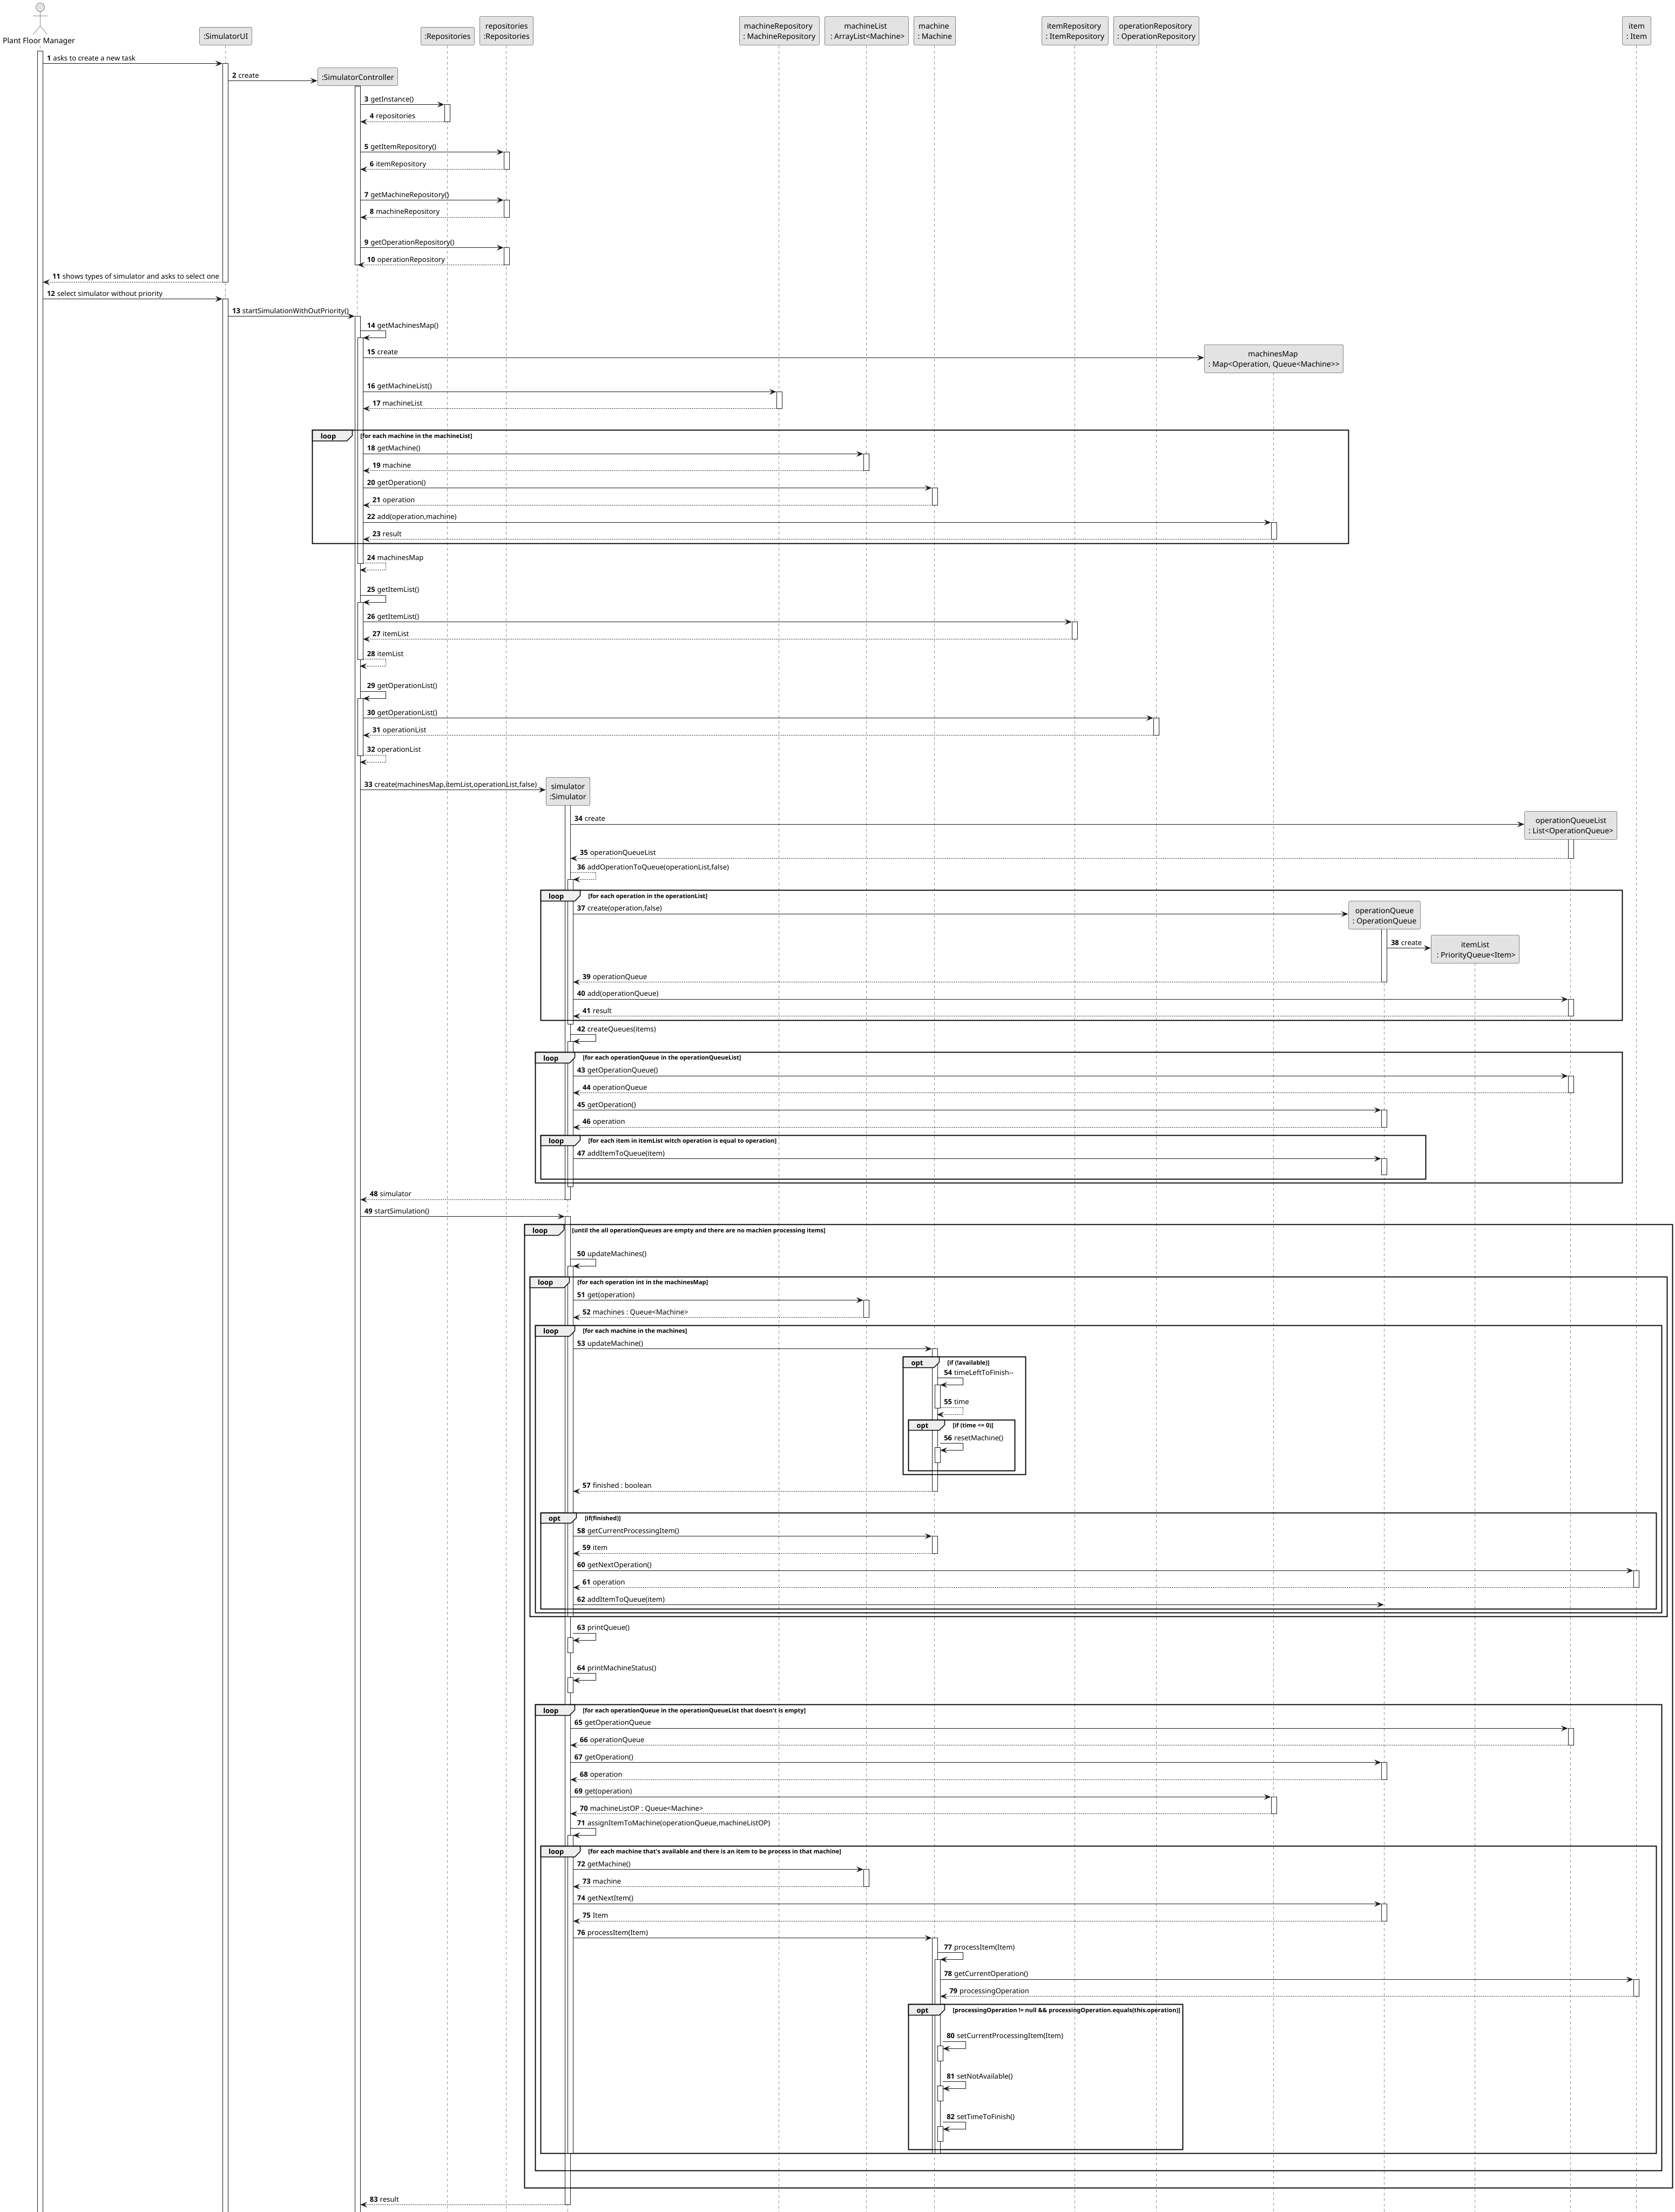 Plant Floor Manager
:SimulatorUI
:Repositories
repositories
:Repositories
machineRepository
: MachineRepository
machineList
: ArrayList<Machine>
machine
: Machine
itemRepository
: ItemRepository
operationRepository
: OperationRepository
item
: Item
1 asks to create a new task
2 create
:SimulatorController
3 getInstance()
4 repositories
5 getItemRepository()
6 itemRepository
7 getMachineRepository()
8 machineRepository
9 getOperationRepository()
10 operationRepository
11 shows types of simulator and asks to select one
12 select simulator without priority
13 startSimulationWithOutPriority()
14 getMachinesMap()
15 create
machinesMap
: Map<Operation, Queue<Machine>>
16 getMachineList()
17 machineList
loop [for each machine in the machineList]
18 getMachine()
19 machine
20 getOperation()
21 operation
22 add(operation,machine)
23 result
24 machinesMap
25 getItemList()
26 getItemList()
27 itemList
28 itemList
29 getOperationList()
30 getOperationList()
31 operationList
32 operationList
33 create(machinesMap,itemList,operationList,false)
simulator
:Simulator
34 create
operationQueueList
: List<OperationQueue>
35 operationQueueList
36 addOperationToQueue(operationList,false)
loop [for each operation in the operationList]
37 create(operation,false)
operationQueue
: OperationQueue
38 create
itemList
: PriorityQueue<Item>
39 operationQueue
40 add(operationQueue)
41 result
42 createQueues(items)
loop [for each operationQueue in the operationQueueList]
43 getOperationQueue()
44 operationQueue
45 getOperation()
46 operation
loop [for each item in itemList witch operation is equal to operation]
47 addItemToQueue(item)
48 simulator
49 startSimulation()
loop [until the all operationQueues are empty and there are no machien processing items]
50 updateMachines()
loop [for each operation int in the machinesMap]
51 get(operation)
52 machines : Queue<Machine>
loop [for each machine in the machines]
53 updateMachine()
opt [if (!available)]
54 timeLeftToFinish--
55 time
opt [if (time <= 0)]
56 resetMachine()
57 finished : boolean
opt [if(finished)]
58 getCurrentProcessingItem()
59 item
60 getNextOperation()
61 operation
62 addItemToQueue(item)
63 printQueue()
64 printMachineStatus()
loop [for each operationQueue in the operationQueueList that doesn't is empty]
65 getOperationQueue
66 operationQueue
67 getOperation()
68 operation
69 get(operation)
70 machineListOP : Queue<Machine>
71 assignItemToMachine(operationQueue,machineListOP)
loop [for each machine that's available and there is an item to be process in that machine]
72 getMachine()
73 machine
74 getNextItem()
75 Item
76 processItem(Item)
77 processItem(Item)
78 getCurrentOperation()
79 processingOperation
opt [processingOperation != null && processingOperation.equals(this.operation)]
80 setCurrentProcessingItem(Item)
81 setNotAvailable()
82 setTimeToFinish()
83 result